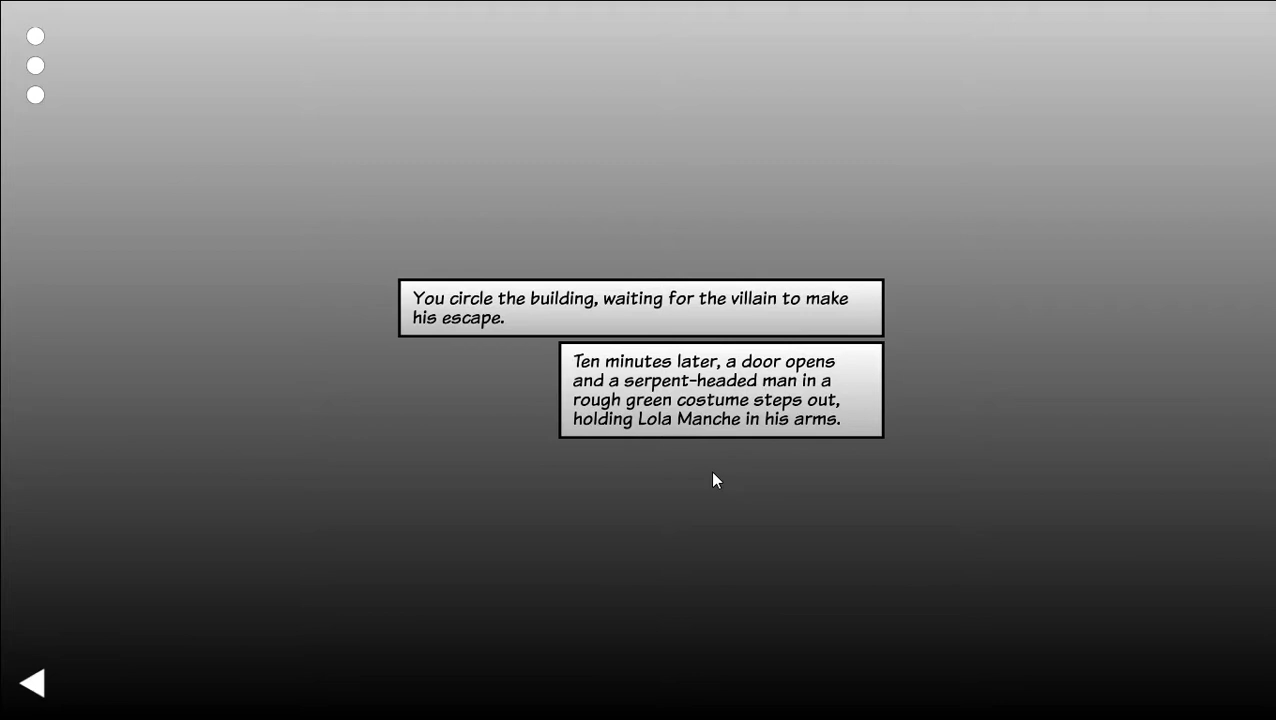 You circle the building, waiting for the villain to make
his escape.
Ten minutes later, a door opens
and a serpent-headed man in a
rough green costume steps out,
holding Lola Manche in his arms.